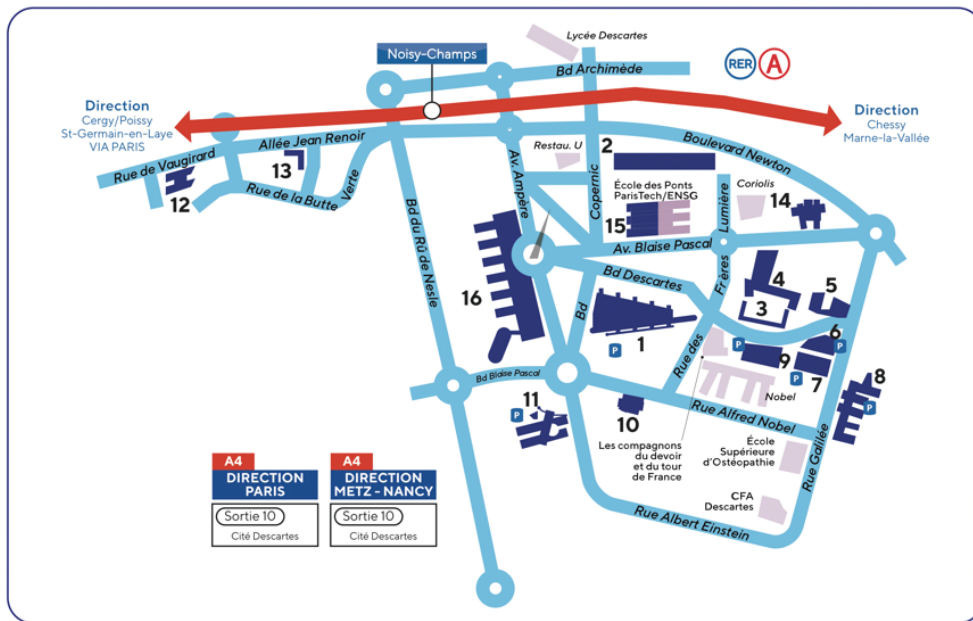 Lycée Descartes
Noisy-Champs
Bd Archimède
RER A
Direction
Cergy/Poissy
St-Germain-en-Laye
VIA PARIS
Direction
Chessy
Marne-la-Vallée
Rue de Vaugirard
Allée Jean Renoir
Rue de la Butte Verte
Bd du Rû de Nesle
Av. Ampère
Restau. U
Copernic
Boulevard Newton
École des Ponts
ParisTech/ENSG
Lumière
Coriolis
2
13
12
14
15
Av. Blaise Pascal
Bd Descartes
Frères
Bd
16
4
3
5
1
P
6
P
P
9
7
P
8
P
Rue des
Bd Blaise Pascal
Nobel
11
P
10
Rue Alfred Nobel
Rue Galilée
Les compagnons
du devoir
et du tour
de France
École
Supérieure
d'Ostéopathie
CFA
Descartes
Rue Albert Einstein
A4
DIRECTION
PARIS
Sortie 10
Cité Descartes
A4
DIRECTION
METZ - NANCY
Sortie 10
Cité Descartes